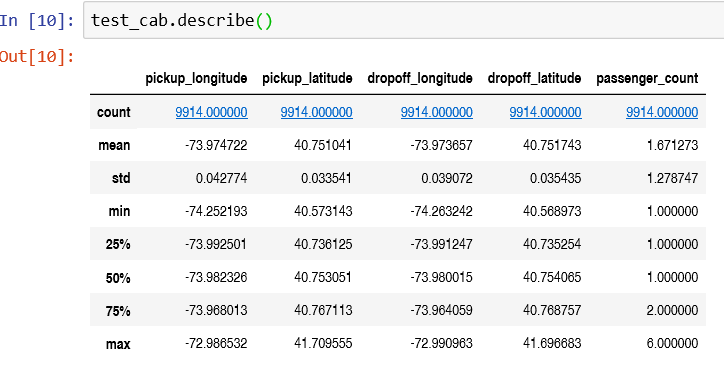 In [10]: test_cab.describe()
Out[10]:
pickup_longitude pickup_latitude dropoff_longitude dropoff_latitude passenger_count
count 9914.000000 9914.000000 9914.000000 9914.000000 9914.000000
mean -73.974722 40.751041 -73.973657 40.751743 1.671273
std 0.042774 0.033541 0.039072 0.035435 1.278747
min -74.252193 40.573143 -74.263242 40.568973 1.000000
25% -73.992501 40.736125 -73.991247 40.735254 1.000000
50% -73.982326 40.753051 -73.980015 40.754065 1.000000
75% -73.968013 40.767113 -73.964059 40.768757 2.000000
max -72.986532 41.709555 -72.990963 41.696683 6.000000